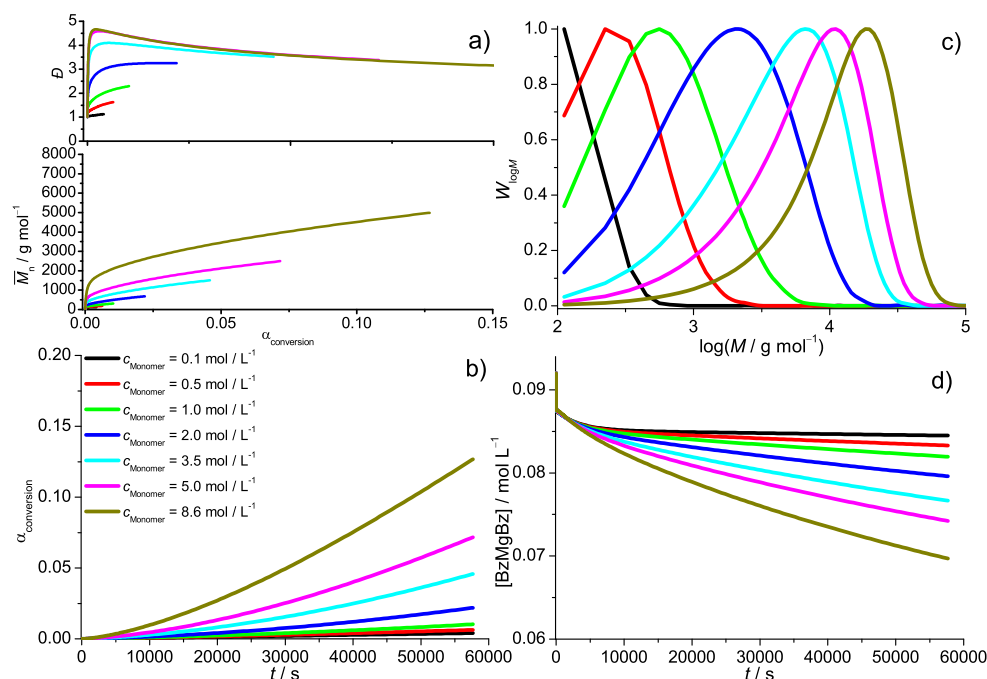 5
4
3
2
1
0
Đ
a)
8000
7000
6000
5000
4000
3000
2000
1000
0
M̅n / g mol⁻¹
0.00 0.05 0.10 0.15
αconversion
1.0
0.8
0.6
0.4
0.2
0.0
WlogM
c)
2 3 4 5
log(M / g mol⁻¹)
0.20
0.15
0.10
0.05
0.00
αconversion
b)
cMonomer = 0.1 mol / L⁻¹
cMonomer = 0.5 mol / L⁻¹
cMonomer = 1.0 mol / L⁻¹
cMonomer = 2.0 mol / L⁻¹
cMonomer = 3.5 mol / L⁻¹
cMonomer = 5.0 mol / L⁻¹
cMonomer = 8.6 mol / L⁻¹
0 10000 20000 30000 40000 50000 60000
t / s
0.09
0.08
0.07
0.06
[BzMgBz] / mol L⁻¹
d)
0 10000 20000 30000 40000 50000 60000
t / s